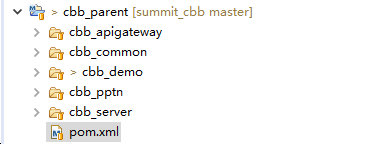 > cbb_parent [summit_cbb master]
cbb_apigateway
cbb_common
> cbb_demo
cbb_pptn
cbb_server
pom.xml